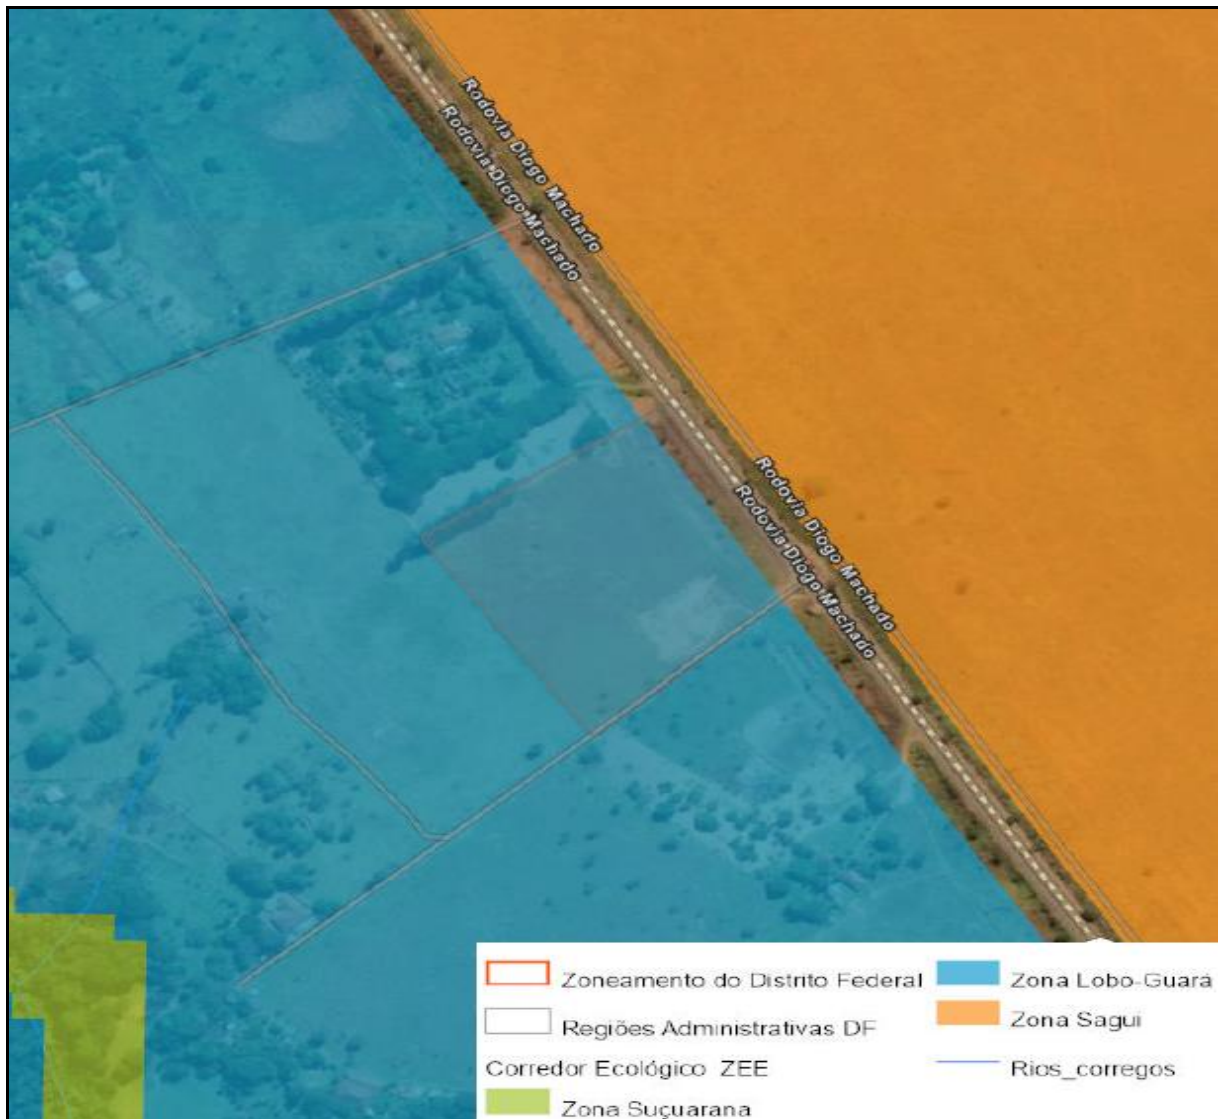 Rodovia Diogo Machado
Rodovia Diogo Machado
Rodovia Diogo Machado
Rodovia Diogo Machado
Zoneamento do Distrito Federal
Regiões Administrativas DF
Corredor Ecológico ZEE
Zona Suçuarana
Zona Lobo-Guará
Zona Sagui
Rios_corregos